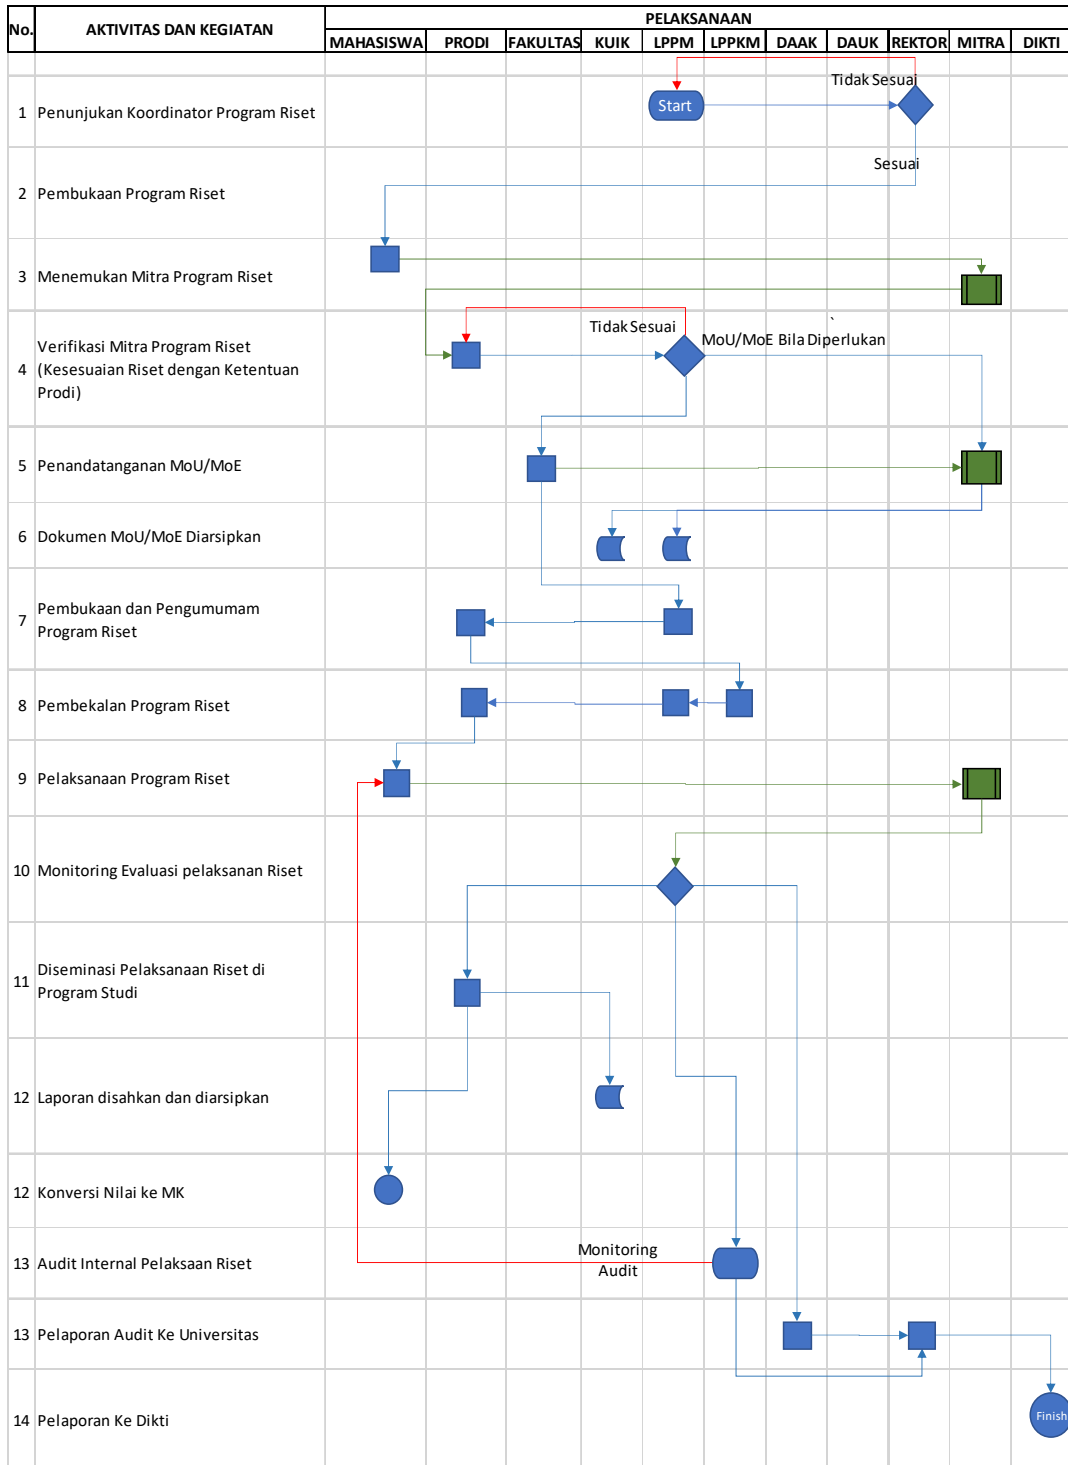 No.
AKTIVITAS DAN KEGIATAN
PELAKSANAAN
MAHASISWA PRODI FAKULTAS KUIK LPPM LPPKM DAAK DAUK REKTOR MITRA DIKTI
Tidak Sesuai
1 Penunjukan Koordinator Program Riset
Start
Sesuai
2 Pembukaan Program Riset
3 Menemukan Mitra Program Riset
Tidak Sesuai
`
MoU/MoE Bila Diperlukan
4
Verifikasi Mitra Program Riset
(Kesesuaian Riset dengan Ketentuan
Prodi)
5 Penandatanganan MoU/MoE
6 Dokumen MoU/MoE Diarsipkan
7
Pembukaan dan Pengumumam
Program Riset
8 Pembekalan Program Riset
9 Pelaksanaan Program Riset
10 Monitoring Evaluasi pelaksanan Riset
11
Diseminasi Pelaksanaan Riset di
Program Studi
12 Laporan disahkan dan diarsipkan
12 Konversi Nilai ke MK
13 Audit Internal Pelaksaan Riset
Monitoring
Audit
13 Pelaporan Audit Ke Universitas
14 Pelaporan Ke Dikti
Finish